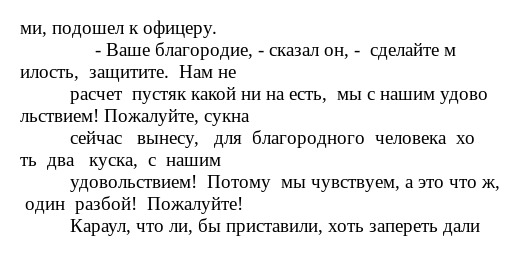 ми, подошел к офицеру.
- Ваше благородие, - сказал он, - сделайте м
илость, защитите. Нам не
расчет пустяк какой ни на есть, мы с нашим удово
льствием! Пожалуйте, сукна
сейчас вынесу, для благородного человека хо
ть два куска, с нашим
удовольствием! Потому мы чувствуем, а это что ж,
один разбой! Пожалуйте!
Караул, что ли, бы приставили, хоть запереть дали